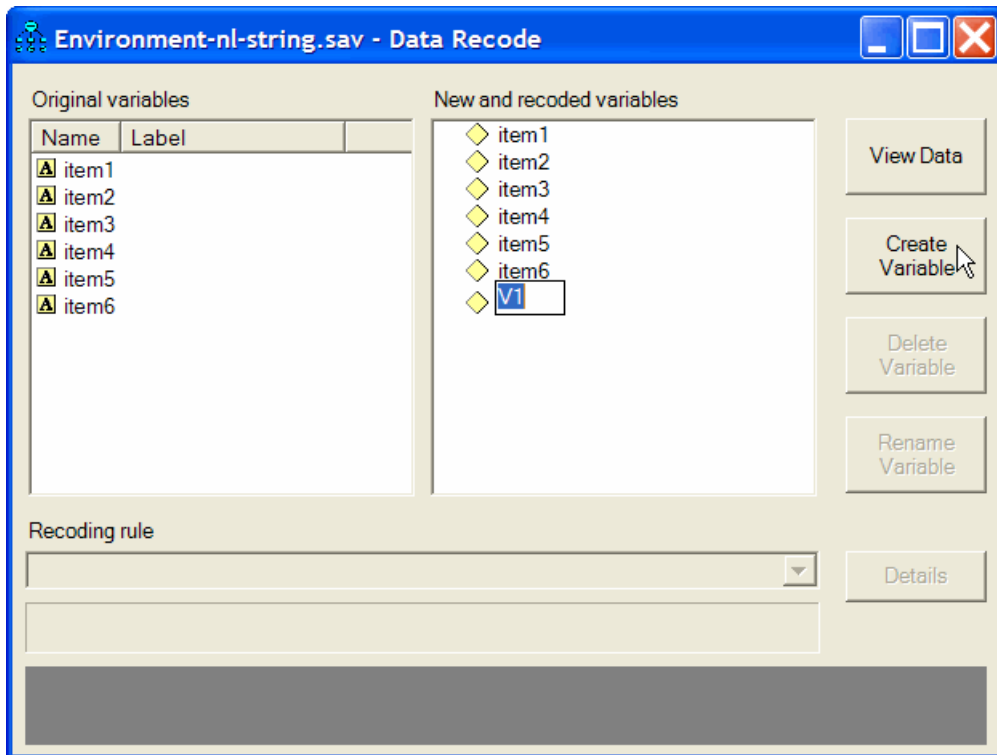 Environment-nl-string.sav - Data Recode
Original variables
Name Label
A item1
A item2
A item3
A item4
A item5
A item6
New and recoded variables
item1
item2
item3
item4
item5
item6
V1
View Data
Create
Variable
Delete
Variable
Rename
Variable
Recoding rule
Details